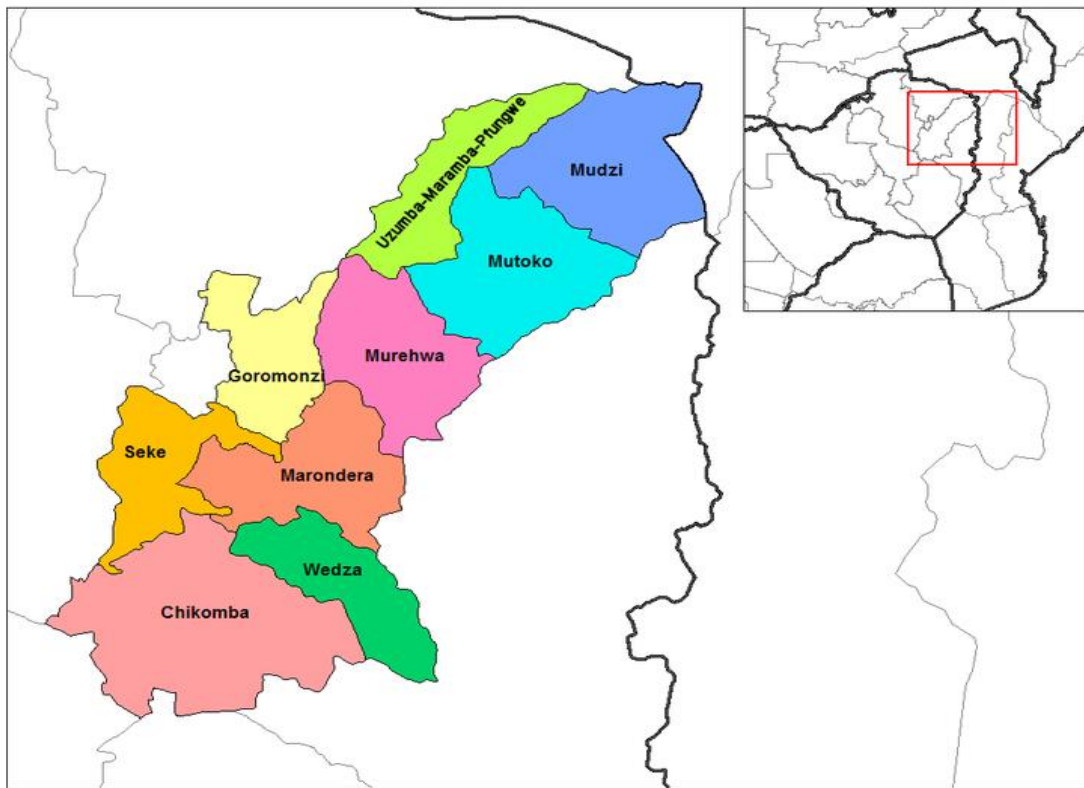 Uzumba-Maramba-Pfungwe
Mudzi
Mutoko
Murehwa
Goromonzi
Seke
Marondera
Wedza
Chikomba